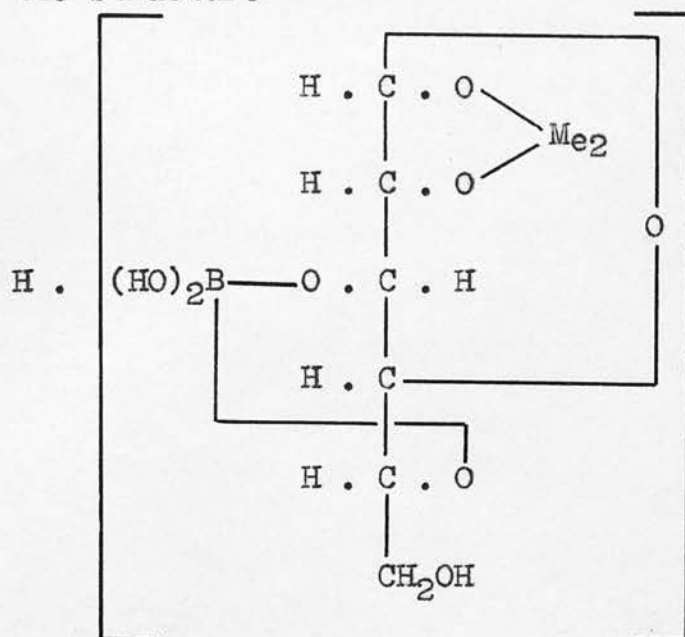 H . C . O
Me2
H . C . O
O
H . (HO)2B O . C . H
H . C
H . C . O
CH2OH